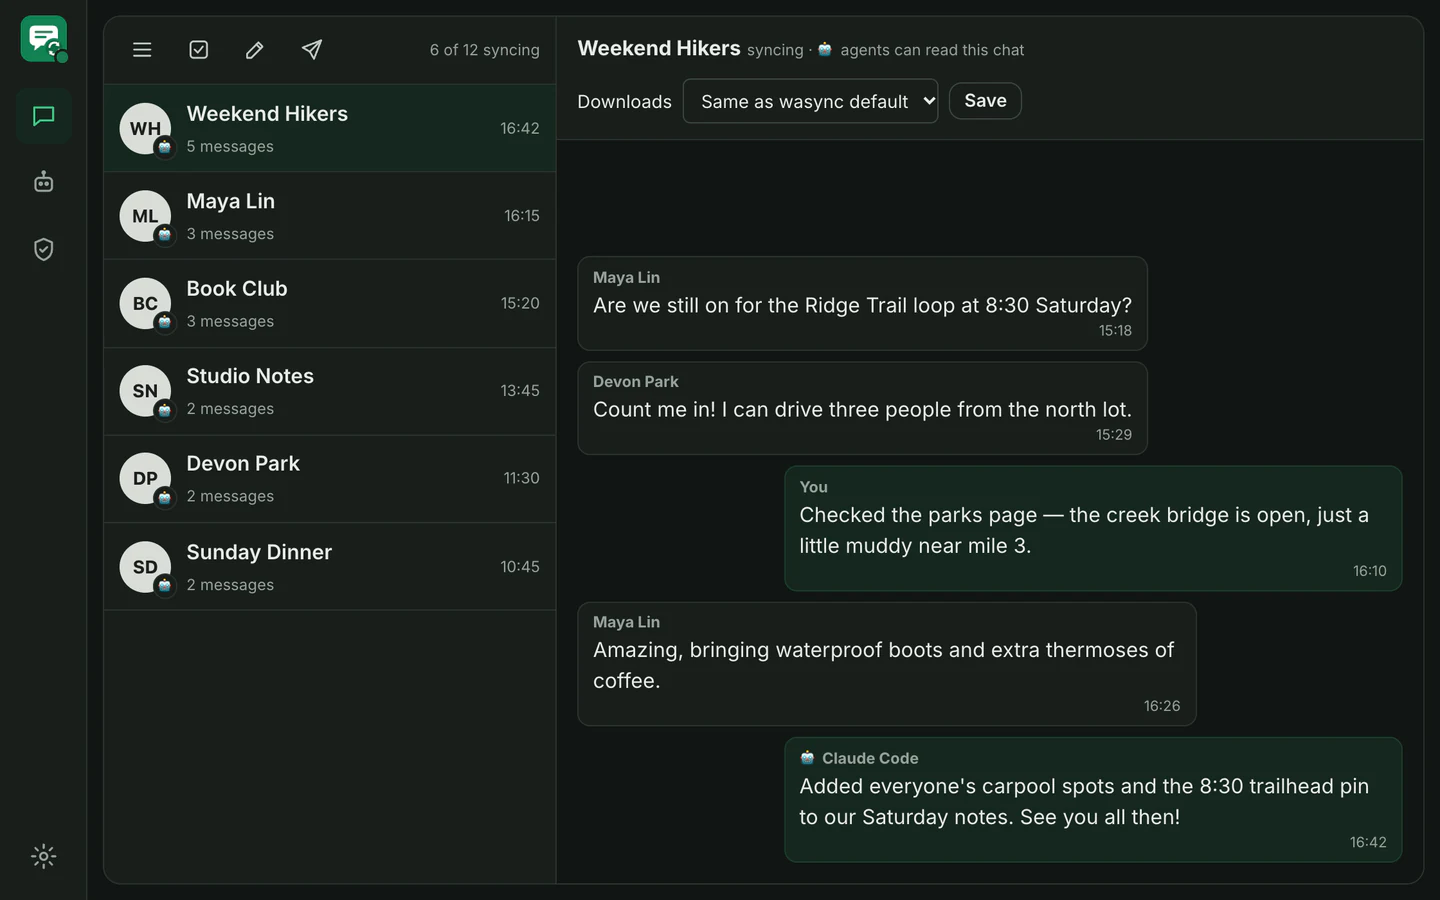 6 of 12 syncing
WH
Weekend Hikers
5 messages
16:42
ML
Maya Lin
3 messages
16:15
BC
Book Club
3 messages
15:20
SN
Studio Notes
2 messages
13:45
DP
Devon Park
2 messages
11:30
SD
Sunday Dinner
2 messages
10:45
Weekend Hikers syncing · agents can read this chat
Downloads Same as wasync default Save
Maya Lin
Are we still on for the Ridge Trail loop at 8:30 Saturday?
15:18
Devon Park
Count me in! I can drive three people from the north lot.
15:29
You
Checked the parks page — the creek bridge is open, just a
little muddy near mile 3.
16:10
Maya Lin
Amazing, bringing waterproof boots and extra thermoses of
coffee.
16:26
Claude Code
Added everyone's carpool spots and the 8:30 trailhead pin
to our Saturday notes. See you all then!
16:42